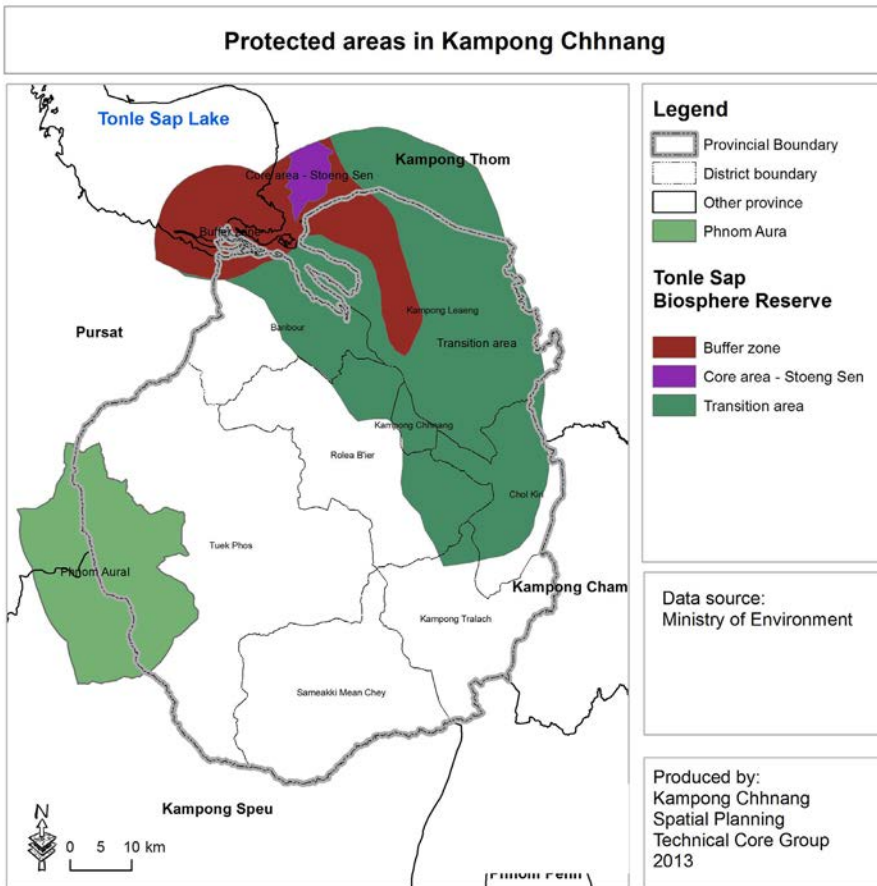 Protected areas in Kampong Chhnang
Tonle Sap Lake
Kampong Thom
Core area - Stoeng Sen
Buffer zone
Kampong Leaeng
Pursat
Baribour
Transition area
Kampong Chhnang
Rolea B'ier
Chol Kiri
Tuek Phos
Phnom Aural
Kampong Cham
Kampong Tralach
Sameakki Mean Chey
Kampong Speu
Phnom Penh
N
0 5 10 km
Legend
Provincial Boundary
District boundary
Other province
Phnom Aura
Tonle Sap
Biosphere Reserve
Buffer zone
Core area - Stoeng Sen
Transition area
Data source:
Ministry of Environment
Produced by:
Kampong Chhnang
Spatial Planning
Technical Core Group
2013